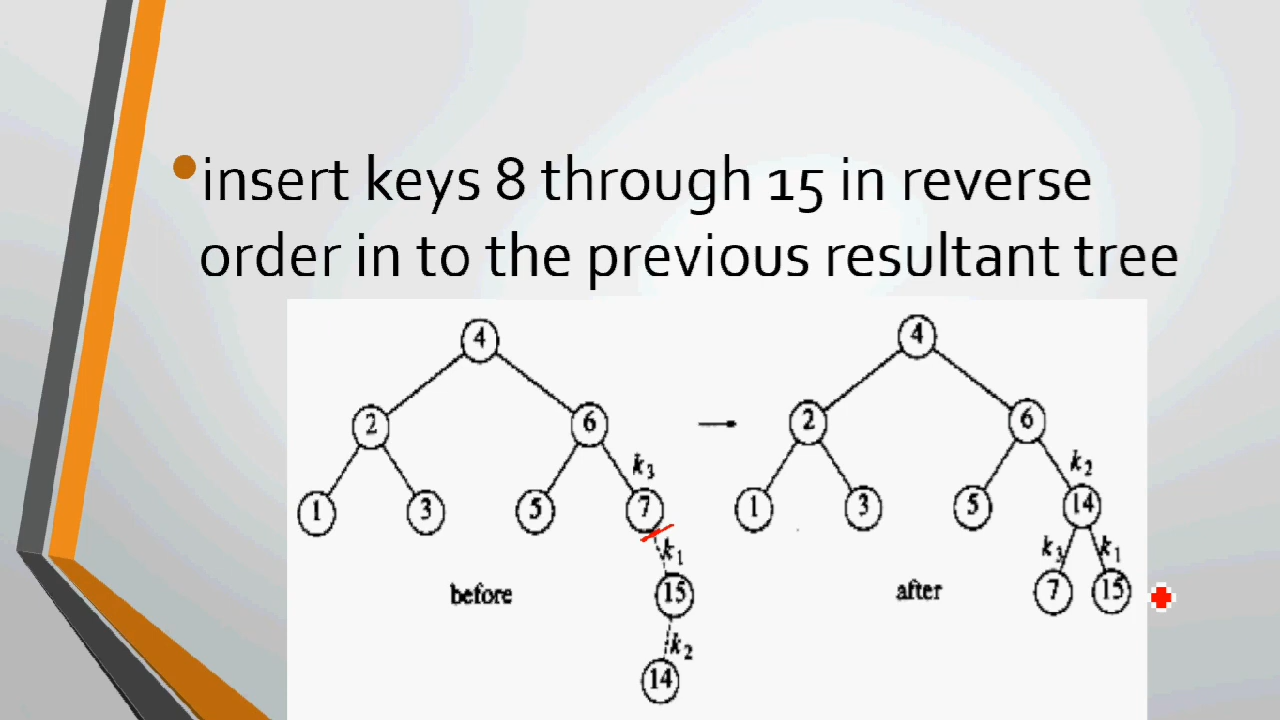 insert keys 8 through 15 in reverse
order in to the previous resultant tree
4 4
2 6 2 6
k3 k2
1 3 5 7 1 3 5 14
k1 k3 k1
before 15 after 7 15
k2
14